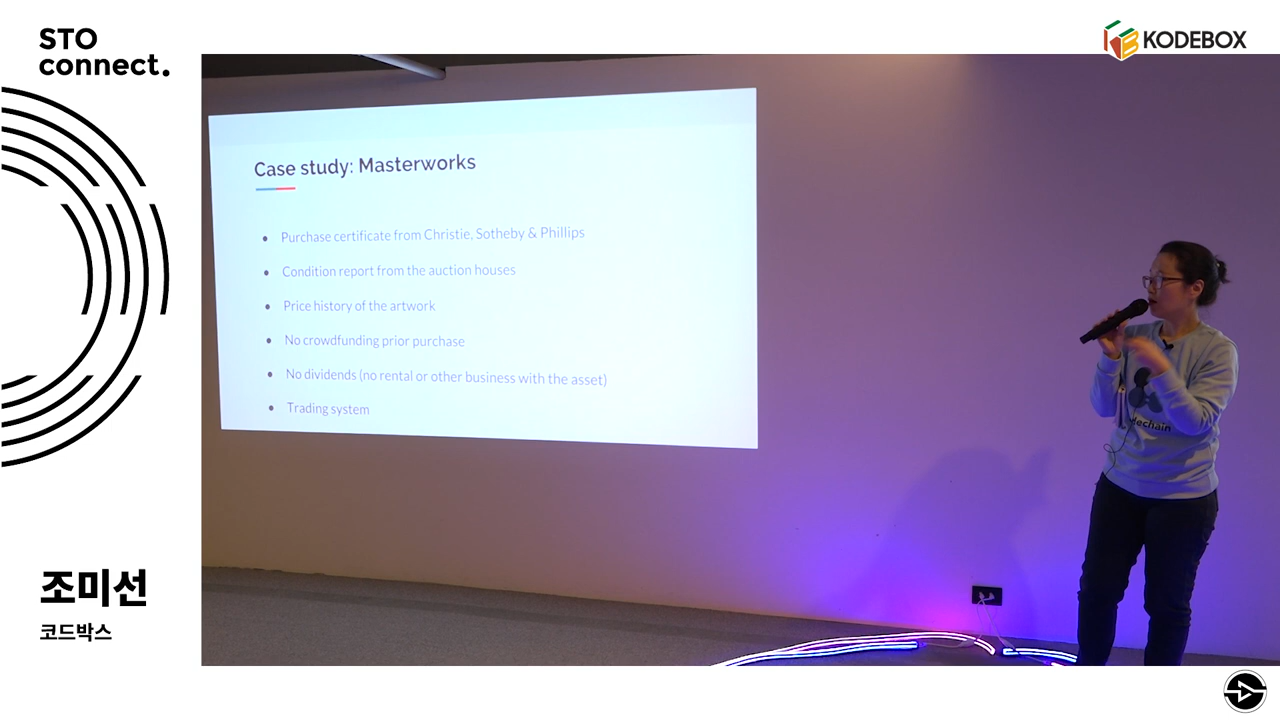 STO
connect.
KODEBOX
Case study: Masterworks
Purchase certificate from Christie, Sotheby & Phillips
Condition report from the auction houses
Price history of the artwork
No crowdfunding prior purchase
No dividends (no rental or other business with the asset)
Trading system
조미선
코드박스